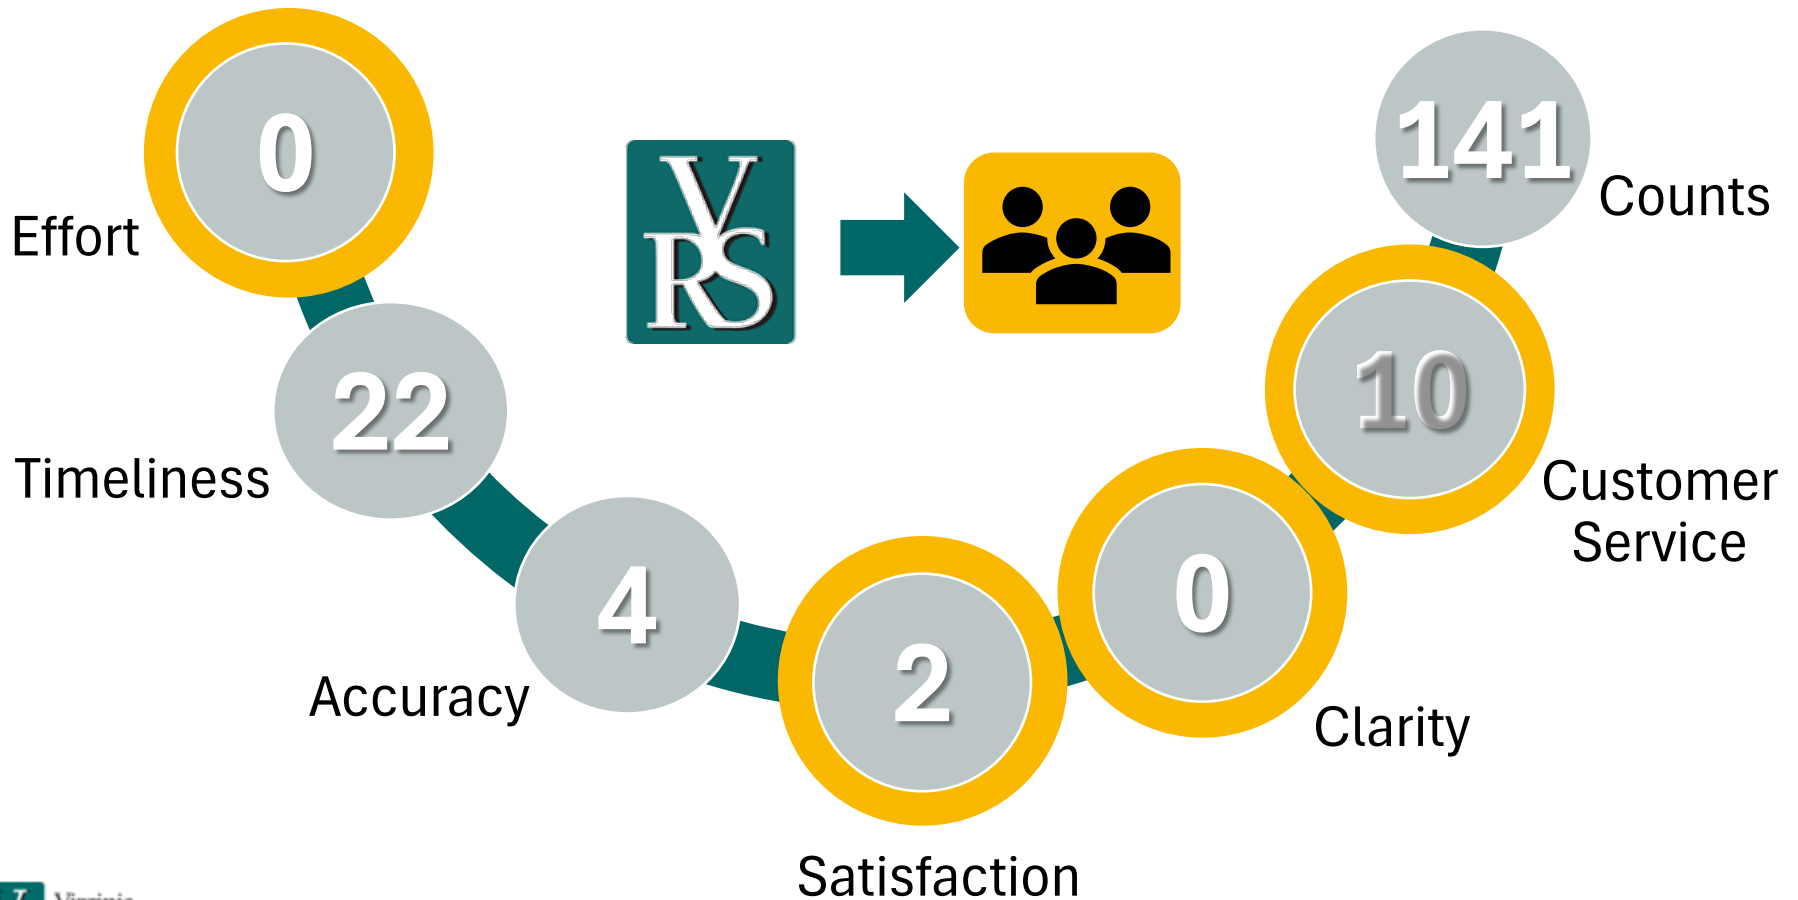 0
Effort
22
Timeliness
4
Accuracy
2
Satisfaction
0
Clarity
10
Customer
Service
141
Counts
VRS